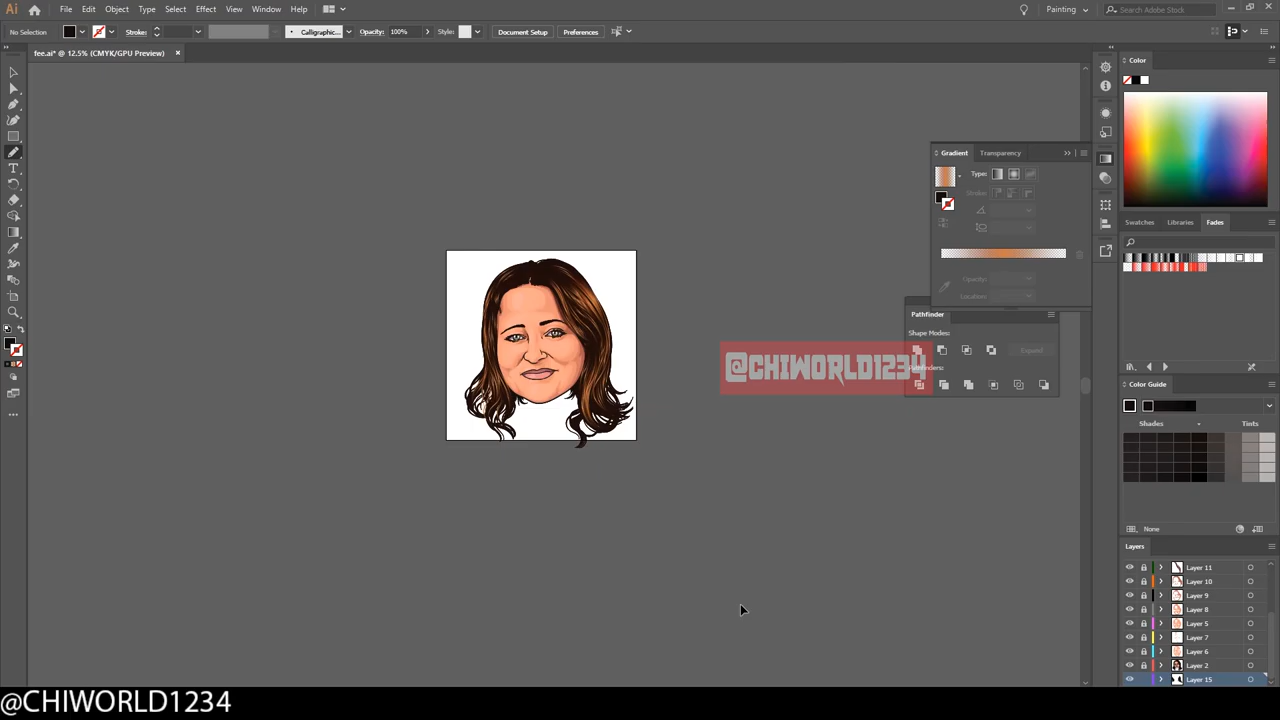 Ai File Edit Object Type Select Effect View Window Help Painting Search Adobe Stock
No Selection Stroke: Calligraphic... Opacity: 100% Style: Document Setup Preferences
fee.ai* @ 12.5% (CMYK/GPU Preview)
Color
Gradient Transparency
Type:
Stroke:
Swatches Libraries Fades
Opacity:
Location:
Pathfinder
Shape Modes:
Expand
@CHIWORLD1234
Pathfinders:
Color Guide
Shades Tints
None
Layers
Layer 11
Layer 10
Layer 9
Layer 8
Layer 5
Layer 7
Layer 6
Layer 2
Layer 15
@CHIWORLD1234